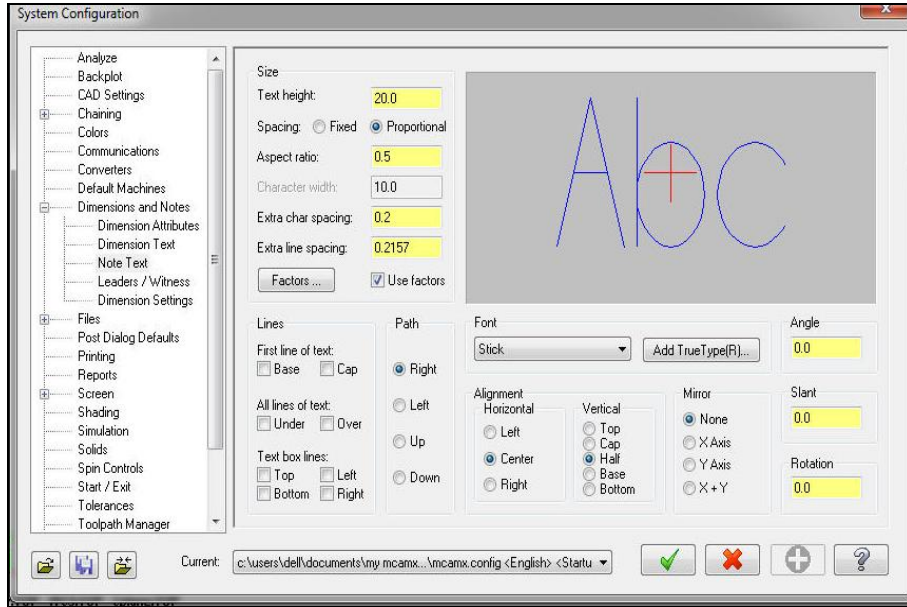 System Configuration
x
Analyze
Backplot
CAD Settings
Chaining
Colors
Communications
Converters
Default Machines
Dimensions and Notes
Dimension Attributes
Dimension Text
Note Text
Leaders / Witness
Dimension Settings
Files
Post Dialog Defaults
Printing
Reports
Screen
Shading
Simulation
Solids
Spin Controls
Start / Exit
Tolerances
Toolpath Manager
Size
Text height: 20.0
Spacing: Fixed Proportional
Aspect ratio: 0.5
Character width: 10.0
Extra char spacing: 0.2
Extra line spacing: 0.2157
Factors ... Use factors
Abc
Lines
First line of text:
Base Cap
All lines of text:
Under Over
Text box lines:
Top Left
Bottom Right
Path
Right
Left
Up
Down
Font
Stick Add TrueType(R)...
Alignment
Horizontal
Left
Center
Right
Vertical
Top
Cap
Half
Base
Bottom
Mirror
None
X Axis
Y Axis
X + Y
Angle
0.0
Slant
0.0
Rotation
0.0
Current: c:\users\dell\documents\my mcamx...\mcamx.config <English> <Startu
?